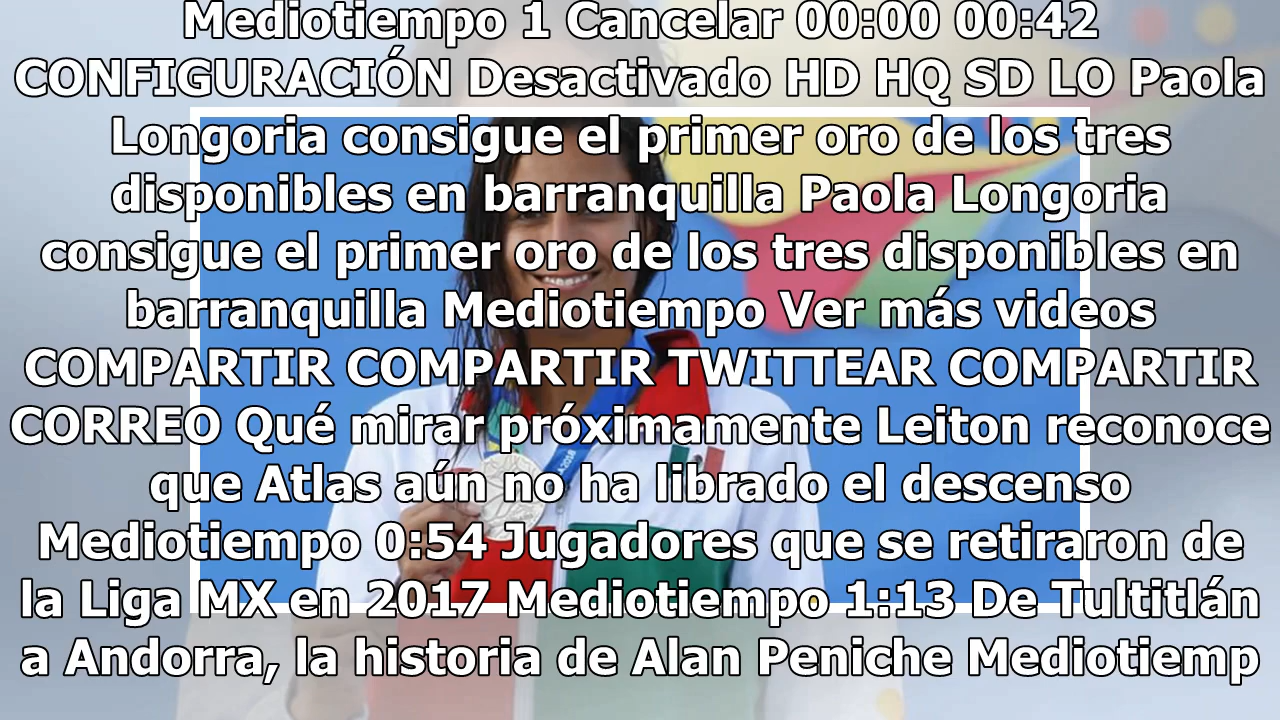 Mediotiempo 1 Cancelar 00:00 00:42
CONFIGURACIÓN Desactivado HD HQ SD LO Paola
Longoria consigue el primer oro de los tres
disponibles en barranquilla Paola Longoria
consigue el primer oro de los tres disponibles en
barranquilla Mediotiempo Ver más videos
COMPARTIR COMPARTIR TWITTEAR COMPARTIR
CORREO Qué mirar próximamente Leiton reconoce
que Atlas aún no ha librado el descenso
Mediotiempo 0:54 Jugadores que se retiraron de
la Liga MX en 2017 Mediotiempo 1:13 De Tultitlán
a Andorra, la historia de Alan Peniche Mediotiemp